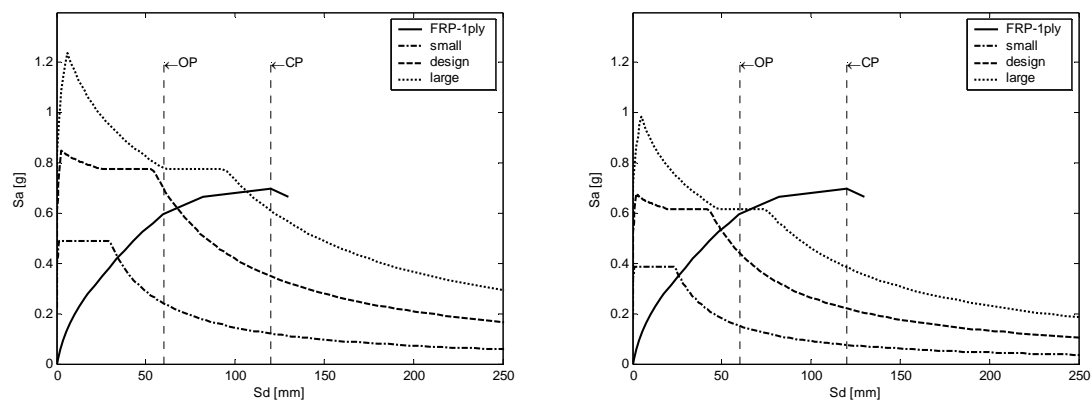 FRP-1ply
small
design
large
←OP
←CP
1.2
1
0.8
0.6
0.4
0.2
0
Sa [g]
0 50 100 150 200 250
Sd [mm]
FRP-1ply
small
design
large
←OP
←CP
1.2
1
0.8
0.6
0.4
0.2
0
Sa [g]
0 50 100 150 200 250
Sd [mm]